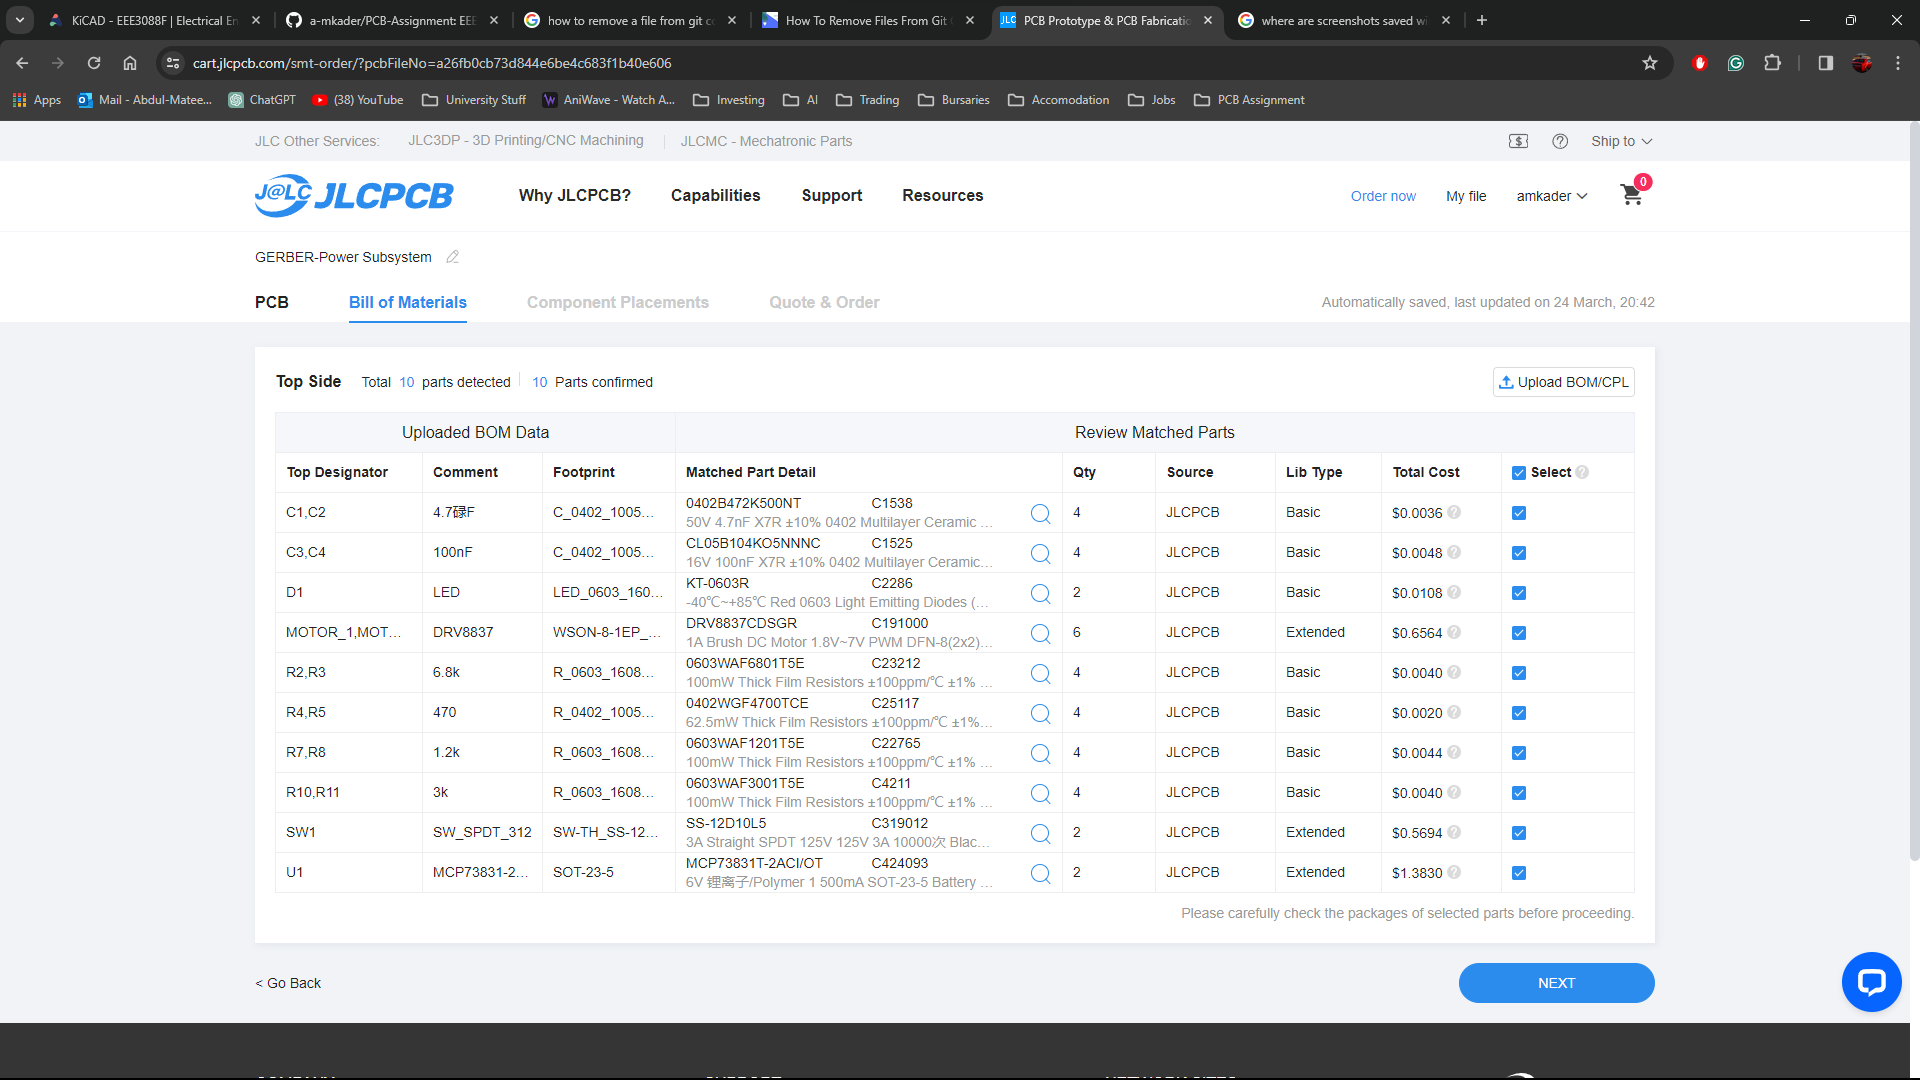 KiCAD - EEE3088F | Electrical En
a-mkader/PCB-Assignment: EEE
how to remove a file from git co
How To Remove Files From Git C
PCB Prototype & PCB Fabricatio
where are screenshots saved wi
cart.jlcpcb.com/smt-order/?pcbFileNo=a26fb0cb73d844e6be4c683f1b40e606
Apps
Mail - Abdul-Matee...
ChatGPT
(38) YouTube
University Stuff
AniWave - Watch A...
Investing
AI
Trading
Bursaries
Accomodation
Jobs
PCB Assignment
JLC Other Services:
JLC3DP - 3D Printing/CNC Machining
JLCMC - Mechatronic Parts
Ship to
J@LC JLCPCB
Why JLCPCB?
Capabilities
Support
Resources
Order now
My file
amkader
0
GERBER-Power Subsystem
PCB
Bill of Materials
Component Placements
Quote & Order
Automatically saved, last updated on 24 March, 20:42
Top Side Total 10 parts detected 10 Parts confirmed
Upload BOM/CPL
Uploaded BOM Data
Review Matched Parts
Top Designator Comment Footprint Matched Part Detail Qty Source Lib Type Total Cost Select
C1,C2 4.7碌F C_0402_1005... 0402B472K500NT C1538 4 JLCPCB Basic $0.0036
50V 4.7nF X7R ±10% 0402 Multilayer Ceramic ...
C3,C4 100nF C_0402_1005... CL05B104KO5NNNC C1525 4 JLCPCB Basic $0.0048
16V 100nF X7R ±10% 0402 Multilayer Ceramic...
D1 LED LED_0603_160... KT-0603R C2286 2 JLCPCB Basic $0.0108
-40℃~+85℃ Red 0603 Light Emitting Diodes (...
MOTOR_1,MOT... DRV8837 WSON-8-1EP_... DRV8837CDSGR C191000 6 JLCPCB Extended $0.6564
1A Brush DC Motor 1.8V~7V PWM DFN-8(2x2)...
R2,R3 6.8k R_0603_1608... 0603WAF6801T5E C23212 4 JLCPCB Basic $0.0040
100mW Thick Film Resistors ±100ppm/℃ ±1% ...
R4,R5 470 R_0402_1005... 0402WGF4700TCE C25117 4 JLCPCB Basic $0.0020
62.5mW Thick Film Resistors ±100ppm/℃ ±1%...
R7,R8 1.2k R_0603_1608... 0603WAF1201T5E C22765 4 JLCPCB Basic $0.0044
100mW Thick Film Resistors ±100ppm/℃ ±1% ...
R10,R11 3k R_0603_1608... 0603WAF3001T5E C4211 4 JLCPCB Basic $0.0040
100mW Thick Film Resistors ±100ppm/℃ ±1% ...
SW1 SW_SPDT_312 SW-TH_SS-12... SS-12D10L5 C319012 2 JLCPCB Extended $0.5694
3A Straight SPDT 125V 125V 3A 10000次 Blac...
U1 MCP73831-2... SOT-23-5 MCP73831T-2ACI/OT C424093 2 JLCPCB Extended $1.3830
6V 锂离子/Polymer 1 500mA SOT-23-5 Battery ...
Please carefully check the packages of selected parts before proceeding.
< Go Back
NEXT